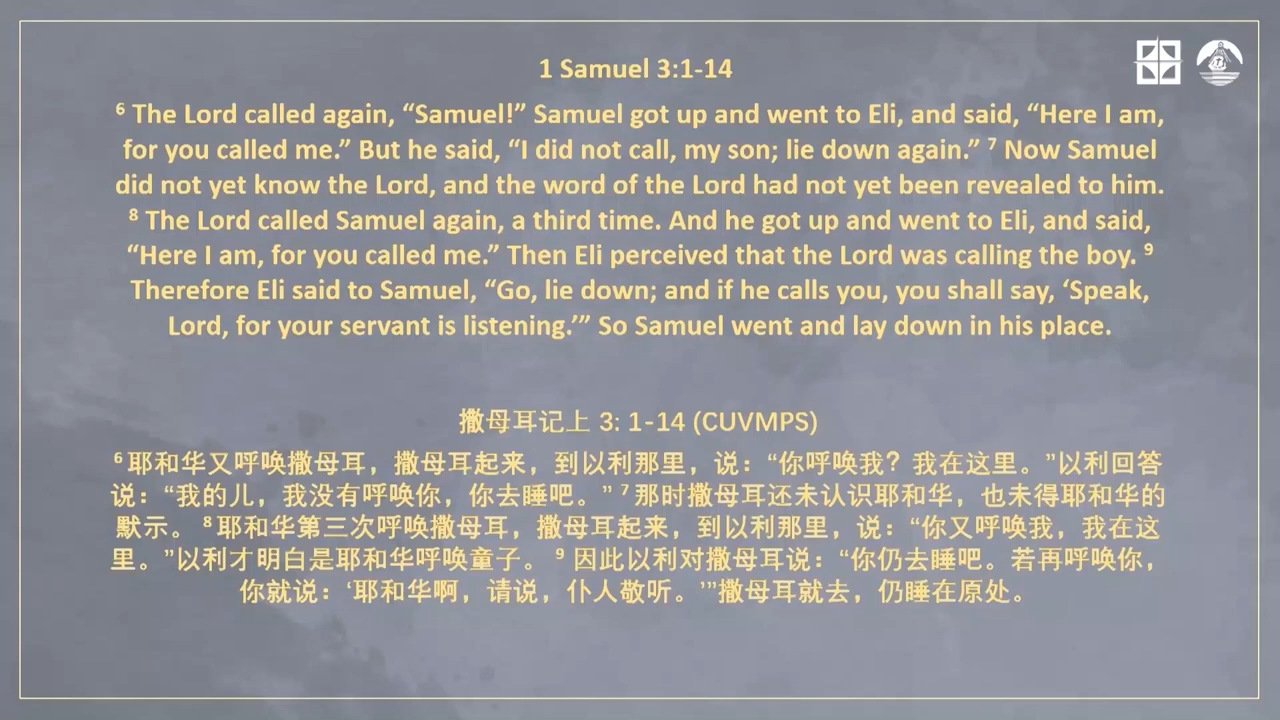 1 Samuel 3:1-14
⁶ The Lord called again, “Samuel!” Samuel got up and went to Eli, and said, “Here I am,
for you called me.” But he said, “I did not call, my son; lie down again.” ⁷ Now Samuel
did not yet know the Lord, and the word of the Lord had not yet been revealed to him.
⁸ The Lord called Samuel again, a third time. And he got up and went to Eli, and said,
“Here I am, for you called me.” Then Eli perceived that the Lord was calling the boy. ⁹
Therefore Eli said to Samuel, “Go, lie down; and if he calls you, you shall say, ‘Speak,
Lord, for your servant is listening.’” So Samuel went and lay down in his place.
撒母耳记上 3: 1-14 (CUVMPS)
⁶ 耶和华又呼唤撒母耳，撒母耳起来，到以利那里，说：“你呼唤我？我在这里。”以利回答
说：“我的儿，我没有呼唤你，你去睡吧。” ⁷ 那时撒母耳还未认识耶和华，也未得耶和华的
默示。 ⁸ 耶和华第三次呼唤撒母耳，撒母耳起来，到以利那里，说：“你又呼唤我，我在这
里。”以利才明白是耶和华呼唤童子。 ⁹ 因此以利对撒母耳说：“你仍去睡吧。若再呼唤你，
你就说：‘耶和华啊，请说，仆人敬听。’”撒母耳就去，仍睡在原处。